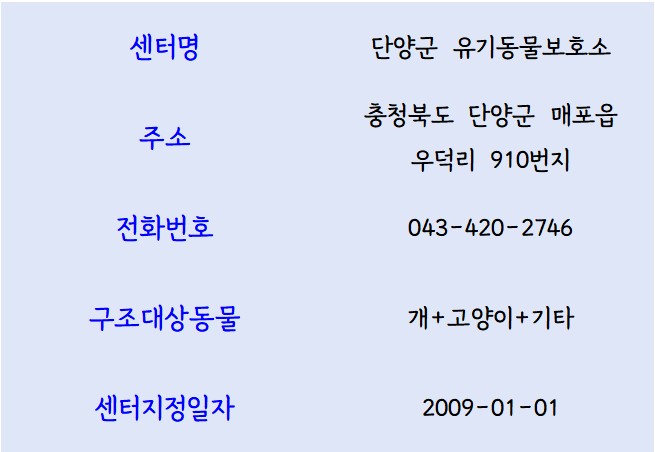 센터명 단양군 유기동물보호소
주소 충청북도 단양군 매포읍
우덕리 910번지
전화번호 043-420-2746
구조대상동물 개+고양이+기타
센터지정일자 2009-01-01